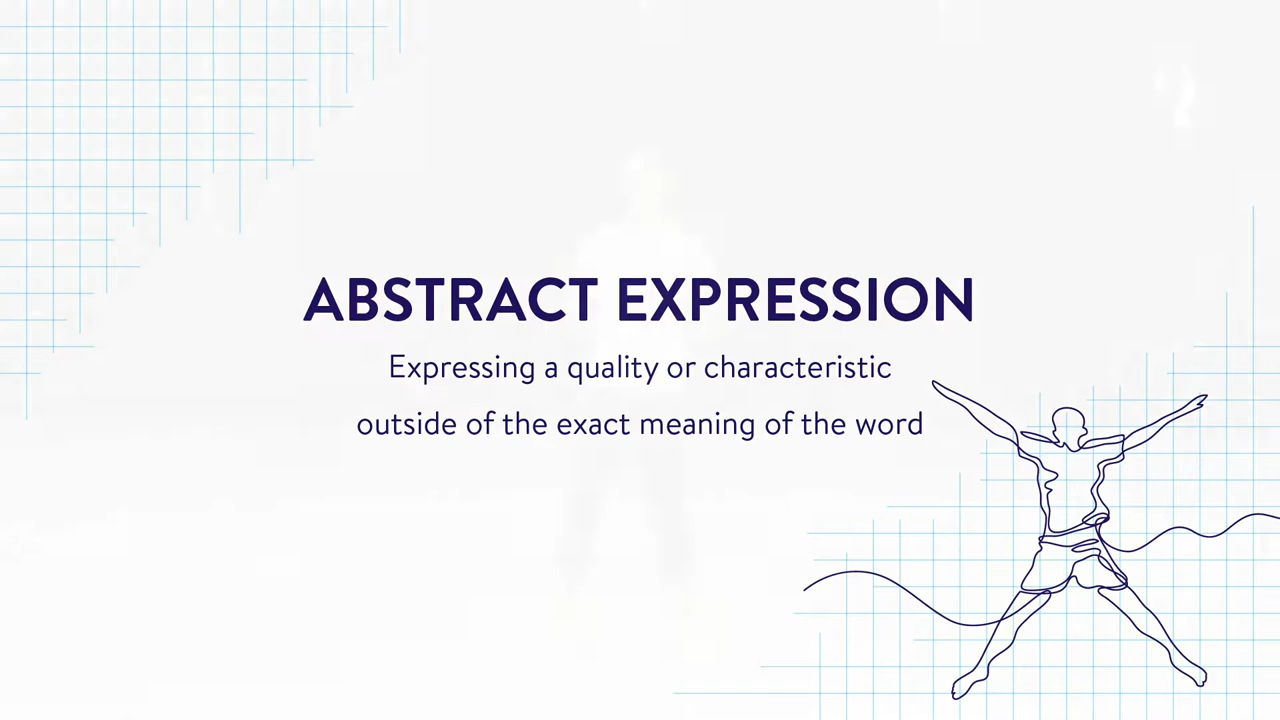 ABSTRACT EXPRESSION
Expressing a quality or characteristic
outside of the exact meaning of the word